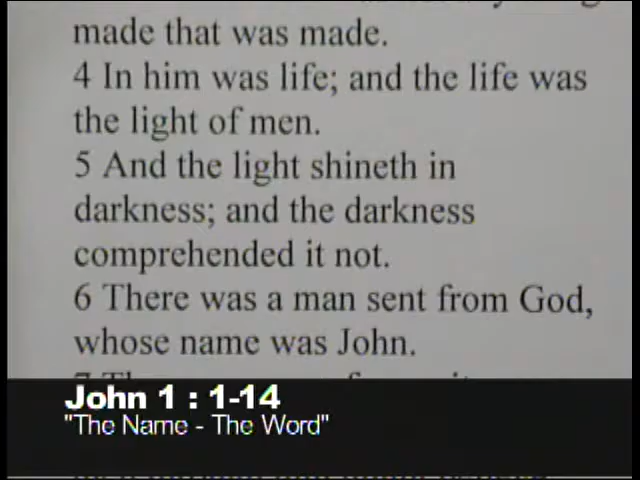 made that was made.
4 In him was life; and the life was
the light of men.
5 And the light shineth in
darkness; and the darkness
comprehended it not.
6 There was a man sent from God,
whose name was John.
John 1 : 1-14
"The Name - The Word"